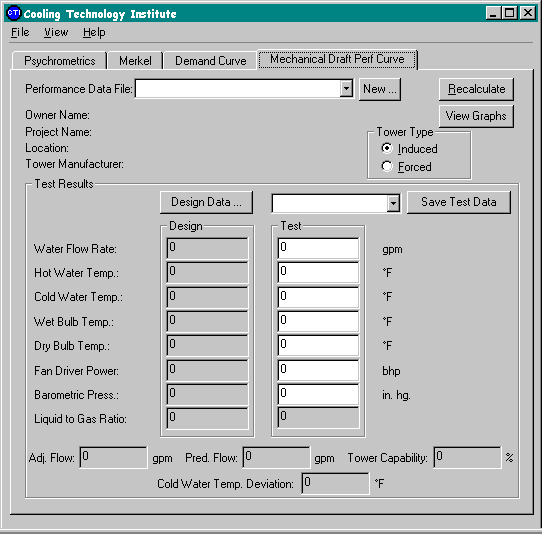 CTI Cooling Technology Institute
File View Help
Psychrometrics Merkel Demand Curve Mechanical Draft Perf Curve
Performance Data File: New ... Recalculate
Owner Name: View Graphs
Project Name: Tower Type
Location: Induced
Tower Manufacturer: Forced
Test Results
Design Data ... Save Test Data
Design Test
Water Flow Rate: 0 0 gpm
Hot Water Temp.: 0 0 °F
Cold Water Temp.: 0 0 °F
Wet Bulb Temp.: 0 0 °F
Dry Bulb Temp.: 0 0 °F
Fan Driver Power: 0 0 bhp
Barometric Press.: 0 0 in. hg.
Liquid to Gas Ratio: 0 0
Adj. Flow: 0 gpm Pred. Flow: 0 gpm Tower Capability: 0 %
Cold Water Temp. Deviation: 0 °F